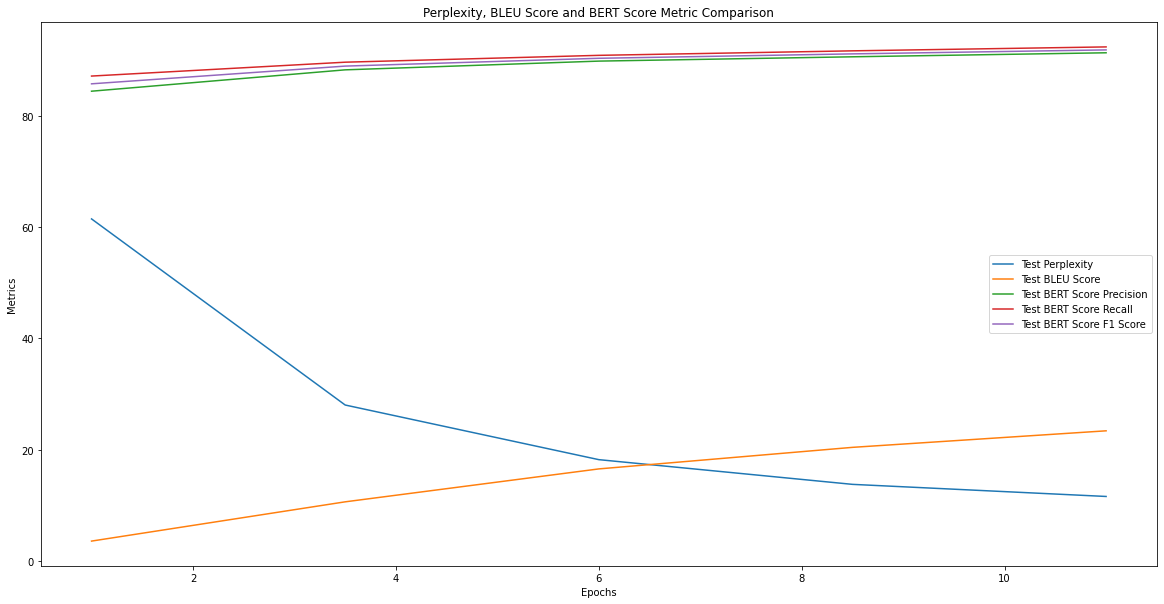 Perplexity, BLEU Score and BERT Score Metric Comparison
80
60
40
20
0
Metrics
Test Perplexity
Test BLEU Score
Test BERT Score Precision
Test BERT Score Recall
Test BERT Score F1 Score
2 4 6 8 10
Epochs